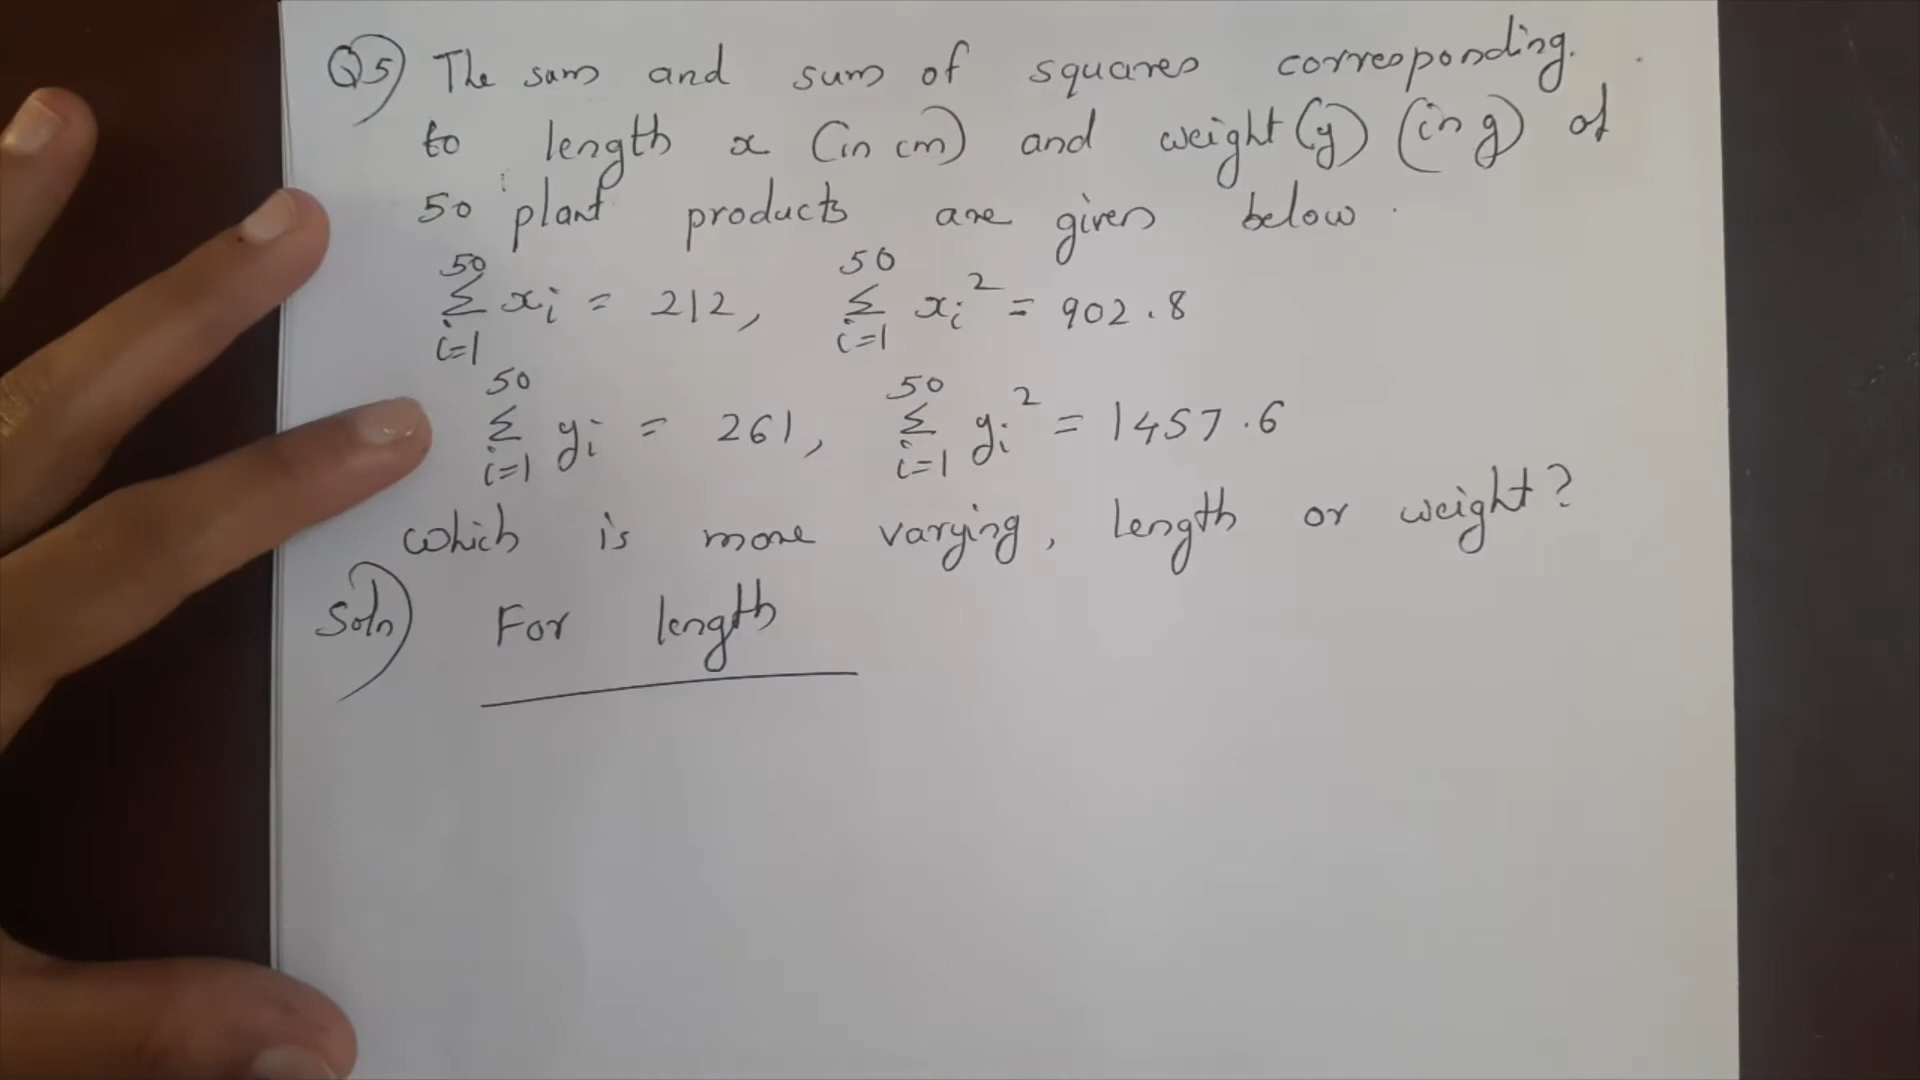 Q5) The sum and sum of squares corresponding.
to length x (in cm) and weight (y) (in g) of
50 plant products are given below.
50∑i=1 xi = 212, 50∑i=1 xi² = 902.8
50∑i=1 yi = 261, 50∑i=1 yi² = 1457.6
which is more varying, length or weight?
Soln) For length